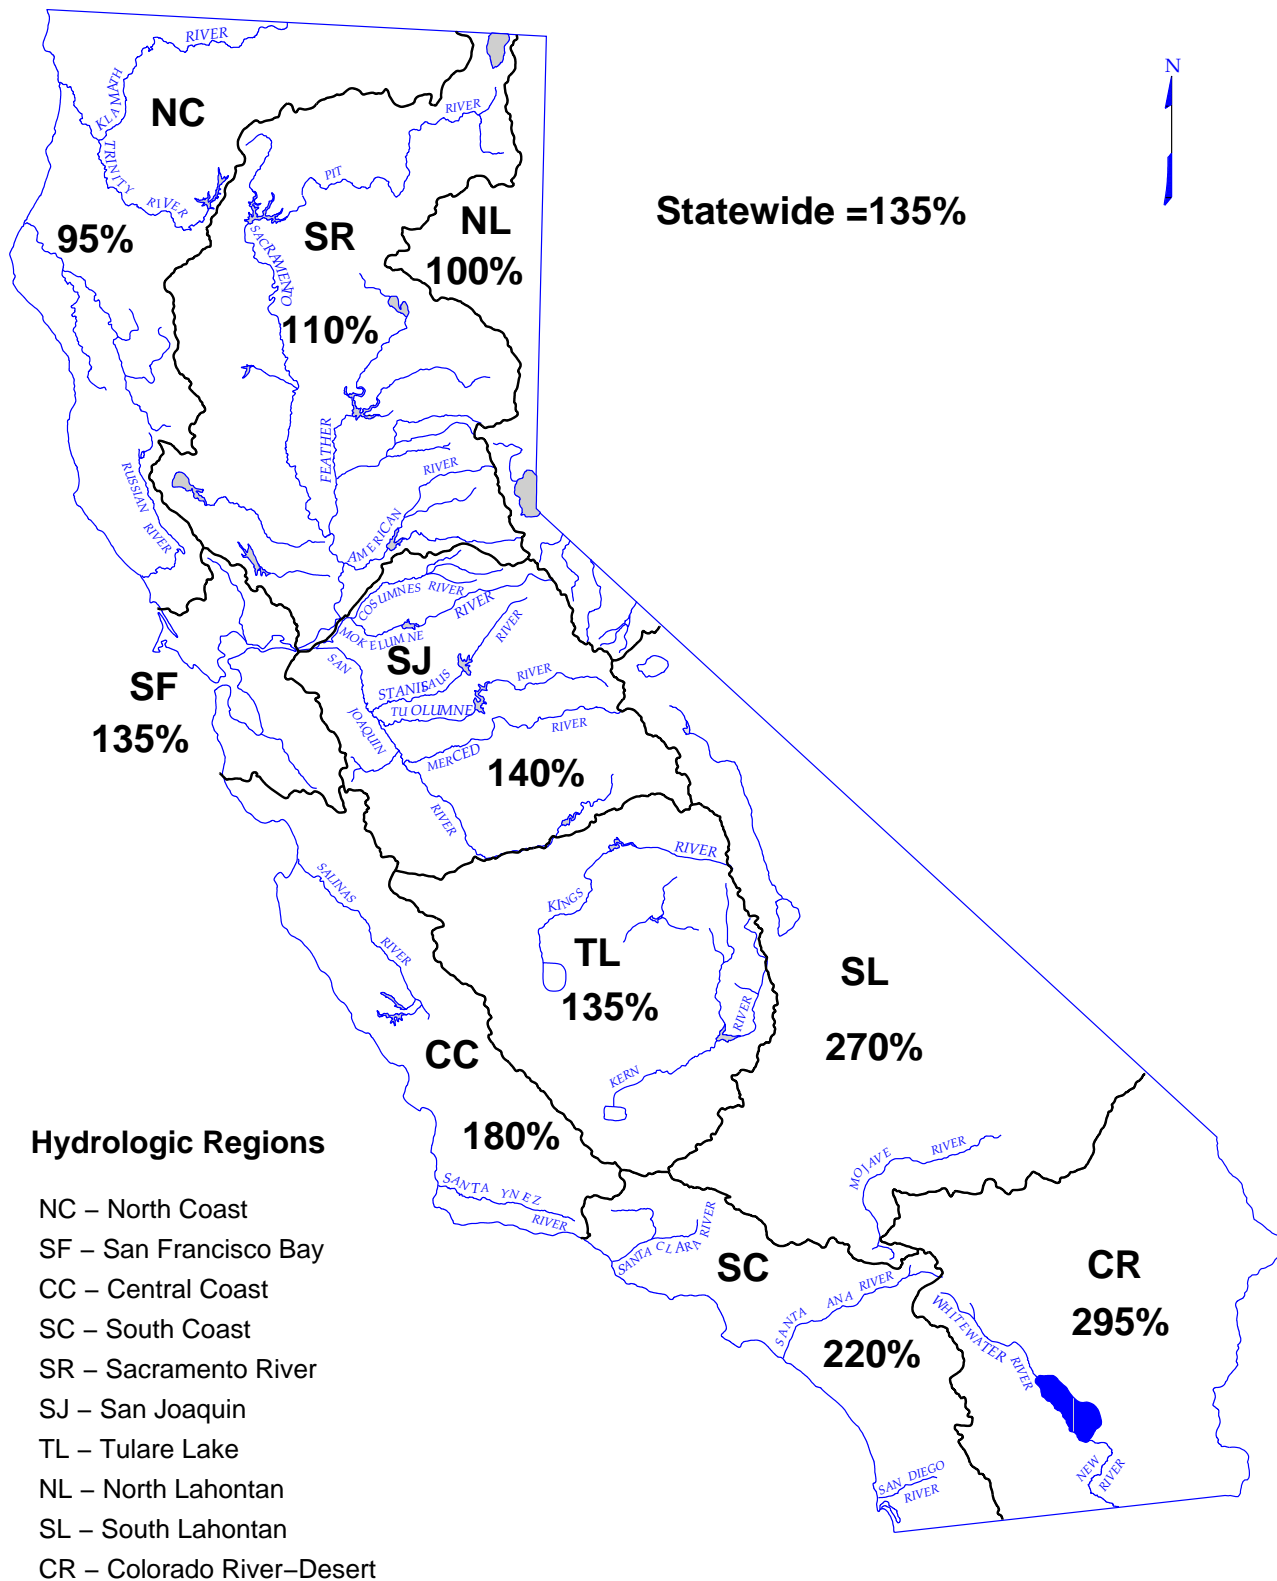 RIVER
KLAMATH
NC
N
TRINITY
RIVER
RIVER
PIT
95%
SR
NL
Statewide =135%
100%
SACRAMENTO
110%
FEATHER
RIVER
AMERICAN
RUSSIAN RIVER
COSUMNES RIVER
MOKELUMNE
RIVER
SAN
SJ
RIVER
SF
STANISLAUS
RIVER
TUOLUMNE
JOAQUIN
RIVER
135%
MERCED
140%
RIVER
RIVER
SALINAS
KINGS
RIVER
TL
SL
135%
RIVER
270%
CC
KERN
180%
MOJAVE
RIVER
SANTA YNEZ
RIVER
SANTA CLARA
RIVER
SC
CR
SANTA ANA RIVER
295%
WHITEWATER
RIVER
220%
SAN DIEGO
RIVER
NEW
RIVER
Hydrologic Regions
NC – North Coast
SF – San Francisco Bay
CC – Central Coast
SC – South Coast
SR – Sacramento River
SJ – San Joaquin
TL – Tulare Lake
NL – North Lahontan
SL – South Lahontan
CR – Colorado River–Desert